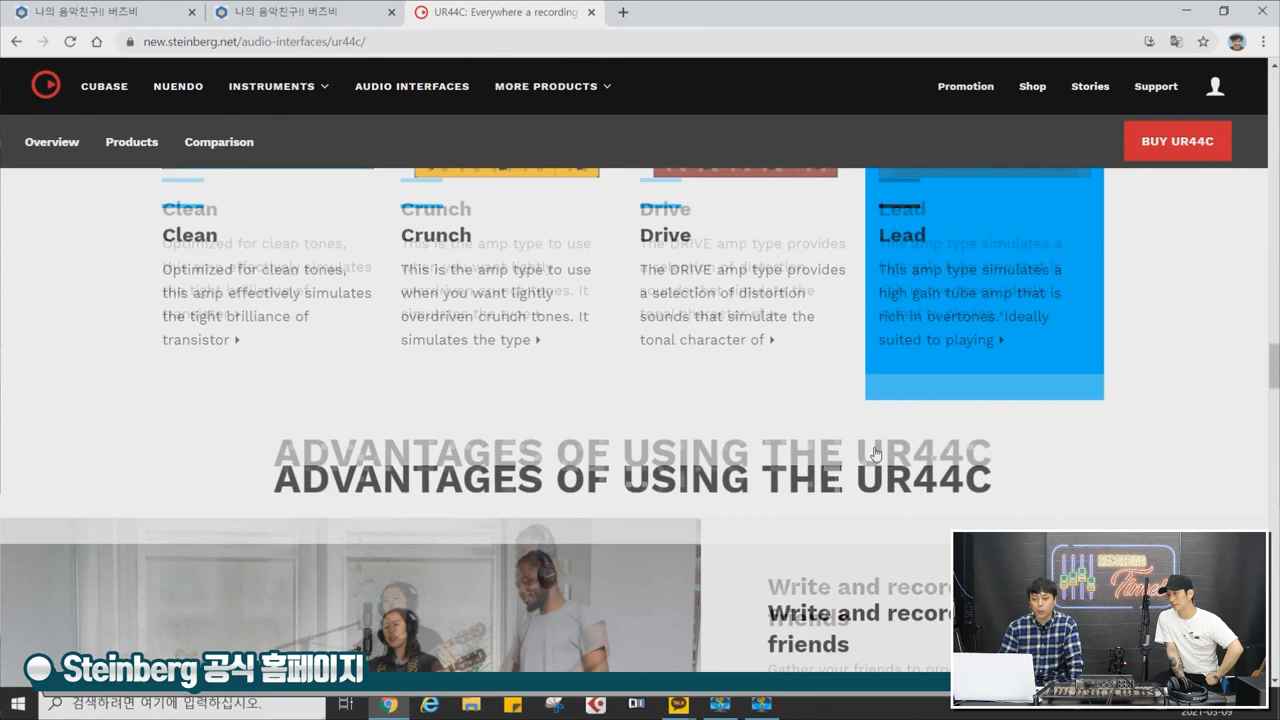 나의 음악친구!! 버즈비
나의 음악친구!! 버즈비
UR44C: Everywhere a recording
new.steinberg.net/audio-interfaces/ur44c/
CUBASE NUENDO INSTRUMENTS AUDIO INTERFACES MORE PRODUCTS Promotion Shop Stories Support
Overview Products Comparison BUY UR44C
Clean
Optimized for clean tones,
this amp effectively simulates
the tight brilliance of
transistor
Crunch
This is the amp type to use
when you want lightly
overdriven crunch tones. It
simulates the type
Drive
The DRIVE amp type provides
a selection of distortion
sounds that simulate the
tonal character of
Lead
This amp type simulates a
high gain tube amp that is
rich in overtones. Ideally
suited to playing
ADVANTAGES OF USING THE UR44C
Write and record
friends
Gather your friends to
RECORDING
Time
Steinberg 공식 홈페이지
검색하려면 여기에 입력하십시오.
TALK
2021-03-09